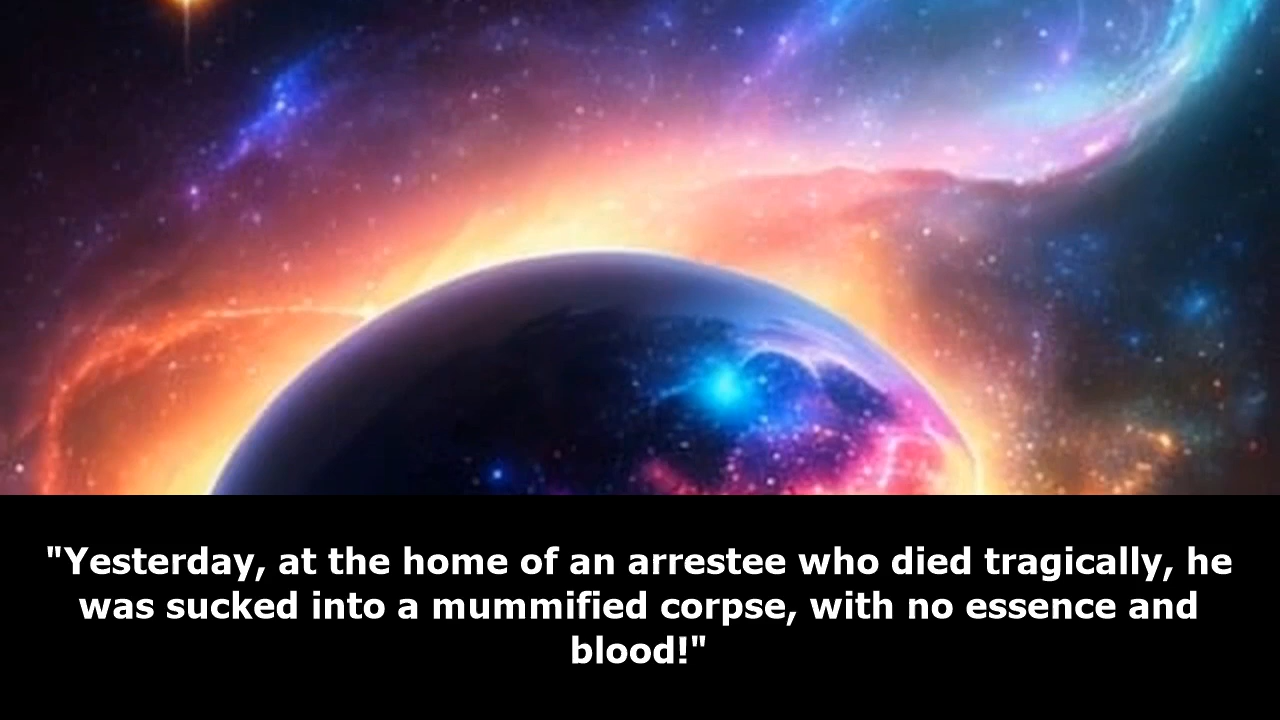 "Yesterday, at the home of an arrestee who died tragically, he
was sucked into a mummified corpse, with no essence and
blood!"